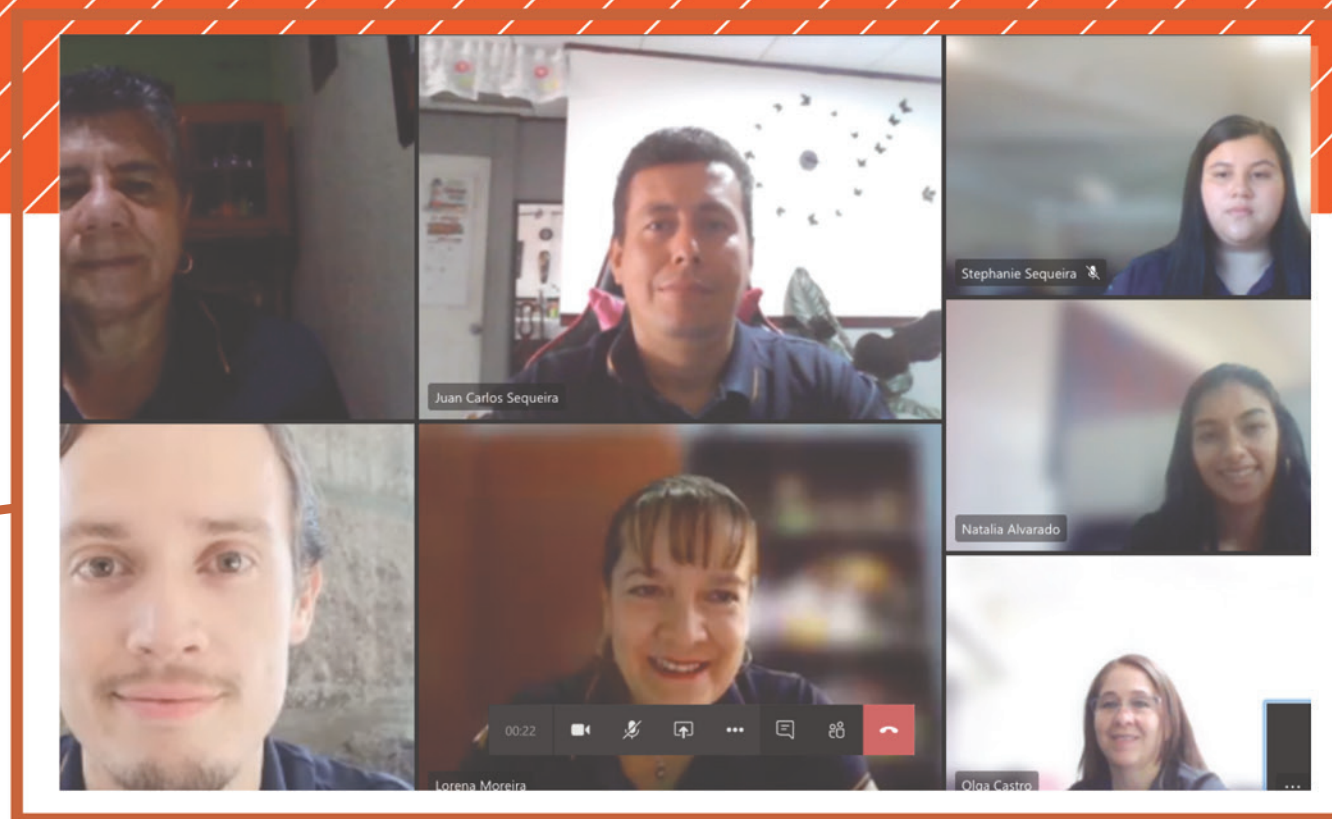 Juan Carlos Sequeira
Stephanie Sequeira
Natalia Alvarado
00:22
Lorena Moreira
Olga Castro